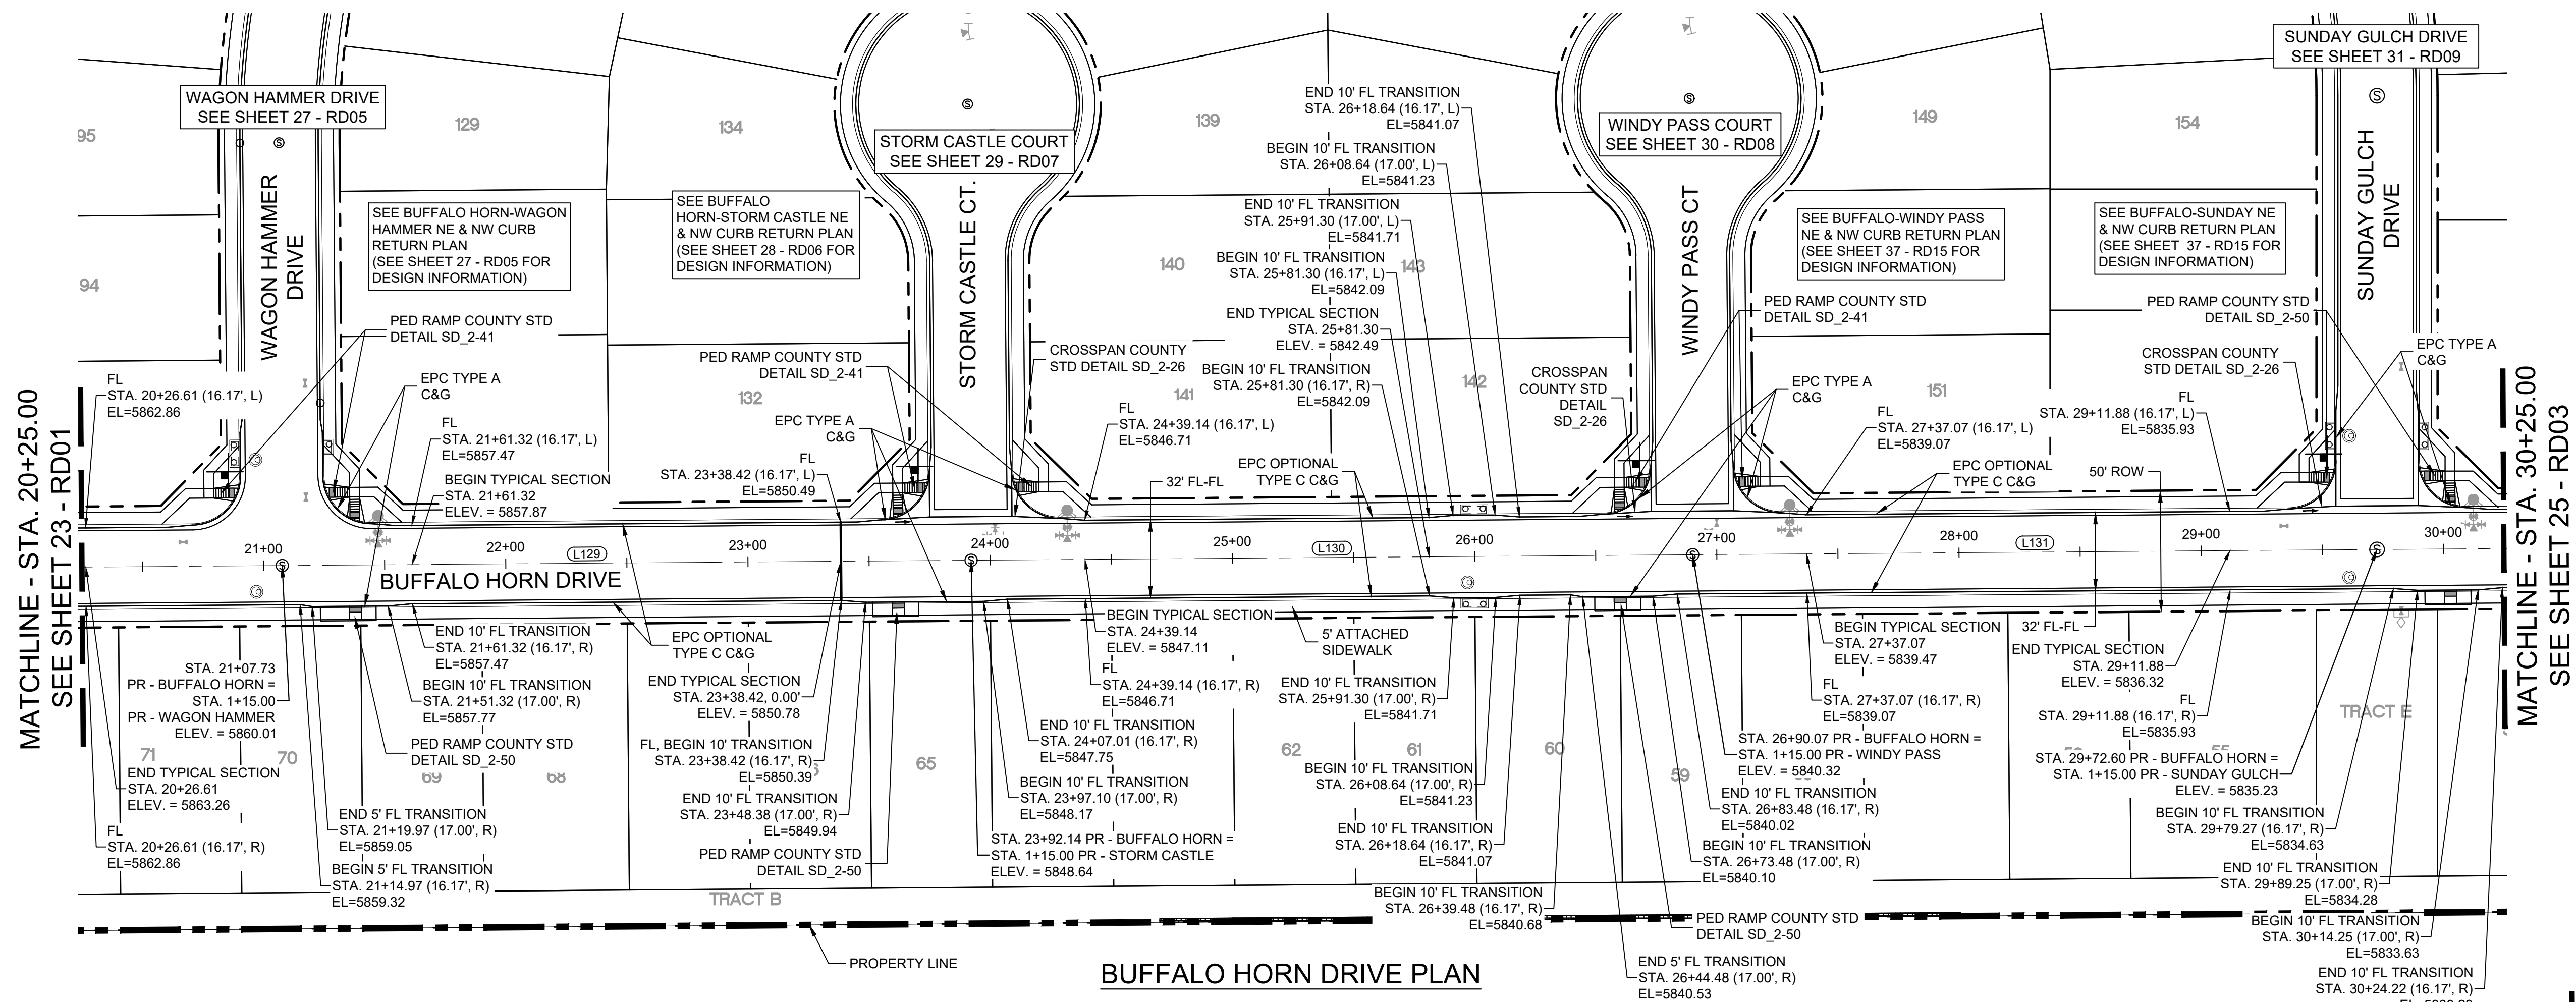 SUNDAY GULCH DRIVE
SEE SHEET 31 - RD09
WAGON HAMMER DRIVE
SEE SHEET 27 - RD05
STORM CASTLE COURT
SEE SHEET 29 - RD07
WINDY PASS COURT
SEE SHEET 30 - RD08
95
129
134
139
149
154
END 10' FL TRANSITION
STA. 26+18.64 (16.17', L)
EL=5841.07
BEGIN 10' FL TRANSITION
STA. 26+08.64 (17.00', L)
EL=5841.23
END 10' FL TRANSITION
STA. 25+91.30 (17.00', L)
EL=5841.71
BEGIN 10' FL TRANSITION
STA. 25+81.30 (16.17', L)
EL=5842.09
END TYPICAL SECTION
STA. 25+81.30
ELEV. = 5842.49
BEGIN 10' FL TRANSITION
STA. 25+81.30 (16.17', R)
EL=5842.09
WAGON HAMMER
DRIVE
STORM CASTLE CT.
WINDY PASS CT
SUNDAY GULCH
DRIVE
SEE BUFFALO HORN-WAGON
HAMMER NE & NW CURB
RETURN PLAN
(SEE SHEET 27 - RD05 FOR
DESIGN INFORMATION)
SEE BUFFALO
HORN-STORM CASTLE NE
& NW CURB RETURN PLAN
(SEE SHEET 28 - RD06 FOR
DESIGN INFORMATION)
SEE BUFFALO-WINDY PASS
NE & NW CURB RETURN PLAN
(SEE SHEET 37 - RD15 FOR
DESIGN INFORMATION)
SEE BUFFALO-SUNDAY NE
& NW CURB RETURN PLAN
(SEE SHEET 37 - RD15 FOR
DESIGN INFORMATION)
94
140
143
PED RAMP COUNTY STD
DETAIL SD_2-41
PED RAMP COUNTY STD
DETAIL SD_2-41
CROSSPAN COUNTY
STD DETAIL SD_2-26
CROSSPAN
COUNTY STD
DETAIL
SD_2-26
PED RAMP COUNTY STD
DETAIL SD_2-41
PED RAMP COUNTY STD
DETAIL SD_2-50
CROSSPAN COUNTY
STD DETAIL SD_2-26
EPC TYPE A
C&G
EPC TYPE A
C&G
EPC TYPE A
C&G
EPC TYPE A
C&G
132
141
142
151
MATCHLINE - STA. 20+25.00
SEE SHEET 23 - RD01
MATCHLINE - STA. 30+25.00
SEE SHEET 25 - RD03
FL
STA. 20+26.61 (16.17', L)
EL=5862.86
FL
STA. 21+61.32 (16.17', L)
EL=5857.47
BEGIN TYPICAL SECTION
STA. 21+61.32
ELEV. = 5857.87
FL
STA. 23+38.42 (16.17', L)
EL=5850.49
FL
STA. 24+39.14 (16.17', L)
EL=5846.71
32' FL-FL
EPC OPTIONAL
TYPE C C&G
FL
STA. 27+37.07 (16.17', L)
EL=5839.07
FL
STA. 29+11.88 (16.17', L)
EL=5835.93
EPC OPTIONAL
TYPE C C&G
50' ROW
21+00
22+00
23+00
24+00
25+00
26+00
27+00
28+00
29+00
30+00
L129
L130
L131
BUFFALO HORN DRIVE
STA. 21+07.73
PR - BUFFALO HORN =
STA. 1+15.00
PR - WAGON HAMMER
ELEV. = 5860.01
END TYPICAL SECTION
STA. 20+26.61
ELEV. = 5863.26
FL
STA. 20+26.61 (16.17', R)
EL=5862.86
END 10' FL TRANSITION
STA. 21+61.32 (16.17', R)
EL=5857.47
BEGIN 10' FL TRANSITION
STA. 21+51.32 (17.00', R)
EL=5857.77
PED RAMP COUNTY STD
DETAIL SD_2-50
END 5' FL TRANSITION
STA. 21+19.97 (17.00', R)
EL=5859.05
BEGIN 5' FL TRANSITION
STA. 21+14.97 (16.17', R)
EL=5859.32
EPC OPTIONAL
TYPE C C&G
END TYPICAL SECTION
STA. 23+38.42, 0.00'
ELEV. = 5850.78
FL, BEGIN 10' TRANSITION
STA. 23+38.42 (16.17', R)
EL=5850.39
END 10' FL TRANSITION
STA. 23+48.38 (17.00', R)
EL=5849.94
PED RAMP COUNTY STD
DETAIL SD_2-50
BEGIN TYPICAL SECTION
STA. 24+39.14
ELEV. = 5847.11
FL
STA. 24+39.14 (16.17', R)
EL=5846.71
END 10' FL TRANSITION
STA. 24+07.01 (16.17', R)
EL=5847.75
BEGIN 10' FL TRANSITION
STA. 23+97.10 (17.00', R)
EL=5848.17
STA. 23+92.14 PR - BUFFALO HORN =
STA. 1+15.00 PR - STORM CASTLE
ELEV. = 5848.64
5' ATTACHED
SIDEWALK
END 10' FL TRANSITION
STA. 25+91.30 (17.00', R)
EL=5841.71
BEGIN 10' FL TRANSITION
STA. 26+08.64 (17.00', R)
EL=5841.23
END 10' FL TRANSITION
STA. 26+18.64 (16.17', R)
EL=5841.07
BEGIN 10' FL TRANSITION
STA. 26+39.48 (16.17', R)
EL=5840.68
BEGIN TYPICAL SECTION
STA. 27+37.07
ELEV. = 5839.47
FL
STA. 27+37.07 (16.17', R)
EL=5839.07
STA. 26+90.07 PR - BUFFALO HORN =
STA. 1+15.00 PR - WINDY PASS
ELEV. = 5840.32
END 10' FL TRANSITION
STA. 26+83.48 (16.17', R)
EL=5840.02
BEGIN 10' FL TRANSITION
STA. 26+73.48 (17.00', R)
EL=5840.10
PED RAMP COUNTY STD
DETAIL SD_2-50
END 5' FL TRANSITION
STA. 26+44.48 (17.00', R)
EL=5840.53
32' FL-FL
END TYPICAL SECTION
STA. 29+11.88
ELEV. = 5836.32
FL
STA. 29+11.88 (16.17', R)
EL=5835.93
STA. 29+72.60 PR - BUFFALO HORN =
STA. 1+15.00 PR - SUNDAY GULCH
ELEV. = 5835.23
BEGIN 10' FL TRANSITION
STA. 29+79.27 (16.17', R)
EL=5834.63
END 10' FL TRANSITION
STA. 29+89.25 (17.00', R)
EL=5834.28
BEGIN 10' FL TRANSITION
STA. 30+14.25 (17.00', R)
EL=5833.63
END 10' FL TRANSITION
STA. 30+24.22 (16.17', R)
71
70
69
68
65
62
61
60
59
55
TRACT E
TRACT B
PROPERTY LINE
BUFFALO HORN DRIVE PLAN